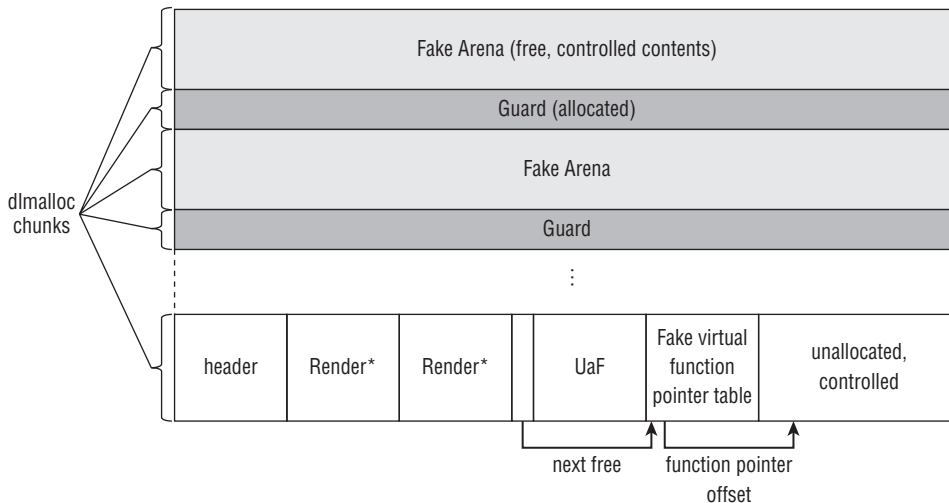 Fake Arena (free, controlled contents)
Guard (allocated)
Fake Arena
dlmalloc
chunks
Guard
⋮
header
Render*
Render*
UaF
Fake virtual
function
pointer table
unallocated,
controlled
next free
function pointer
offset